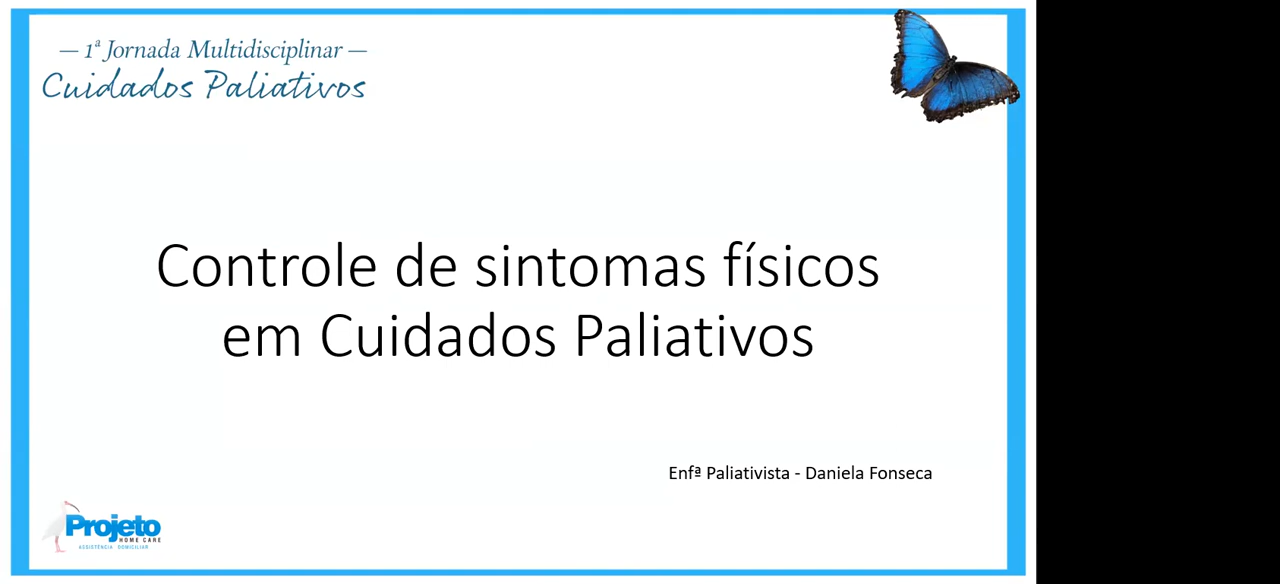 — 1ª Jornada Multidisciplinar —
Cuidados Paliativos
Controle de sintomas físicos
em Cuidados Paliativos
Enfª Paliativista - Daniela Fonseca
Projeto
HOME CARE
ASSISTÊNCIA DOMICILIAR